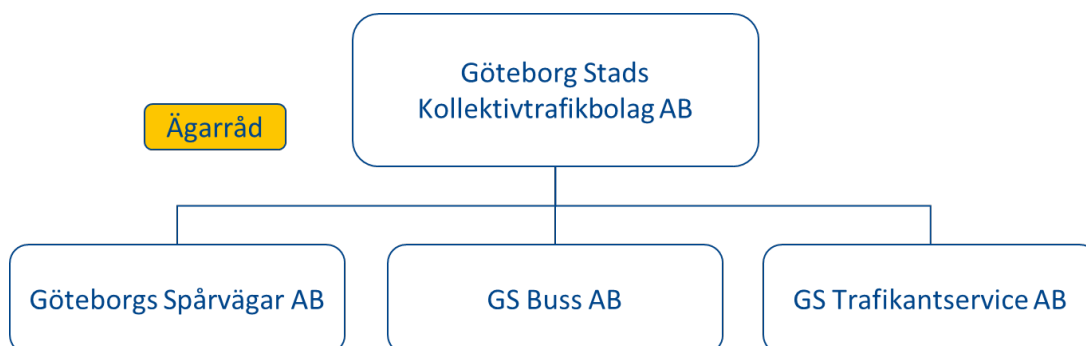 Göteborg Stads
Kollektivtrafikbolag AB
Ägarråd
Göteborgs Spårvägar AB
GS Buss AB
GS Trafikantservice AB